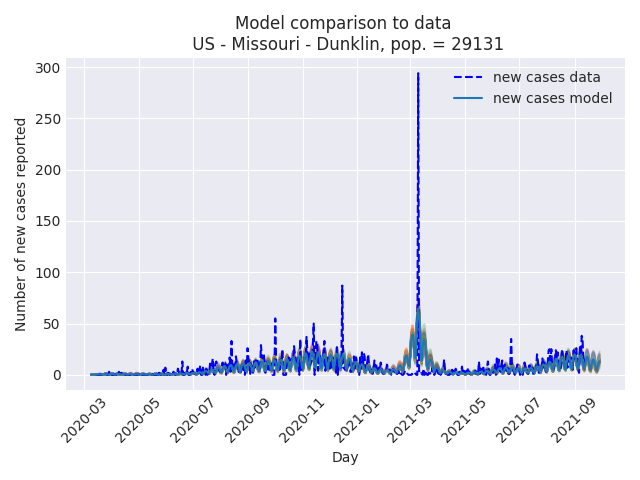 Model comparison to data
US - Missouri - Dunklin, pop. = 29131
new cases data
new cases model
Number of new cases reported
300
250
200
150
100
50
0
2020-03
2020-05
2020-07
2020-09
2020-11
2021-01
2021-03
2021-05
2021-07
2021-09
Day